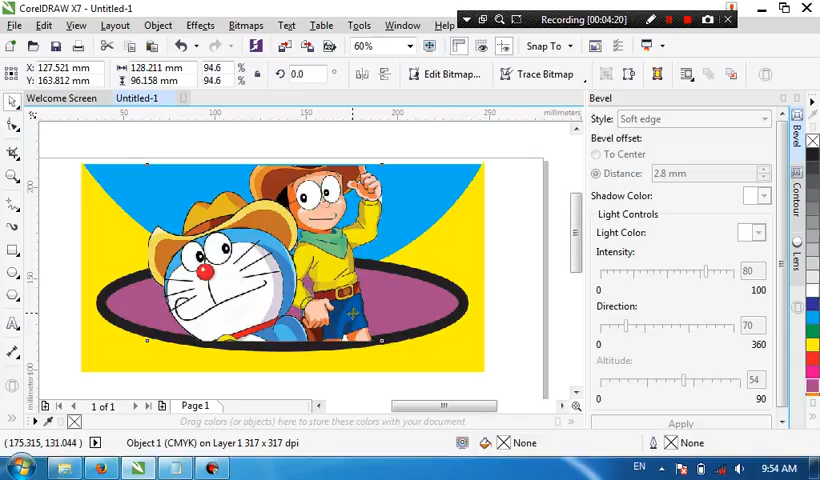 CorelDRAW X7 - Untitled-1
Recording [00:04:20]
File Edit View Layout Object Effects Bitmaps Text Table Tools Window Help
60%
Snap To
X: 127.521 mm
Y: 163.812 mm
128.211 mm
96.158 mm
94.6 %
94.6 %
0.0
Edit Bitmap...
Trace Bitmap
Welcome Screen
Untitled-1
Bevel
50 100 150 200 250 millimeters
Style: Soft edge
Bevel offset:
To Center
Distance: 2.8 mm
Shadow Color:
Light Controls
Light Color:
Intensity:
80
0 100
Direction:
70
0 360
Altitude:
54
0 90
Apply
Bevel
Contour
Lens
1 of 1
Page 1
Drag colors (or objects) here to store these colors with your document
(175.315, 131.044)
Object 1 (CMYK) on Layer 1 317 x 317 dpi
None
None
EN
9:54 AM